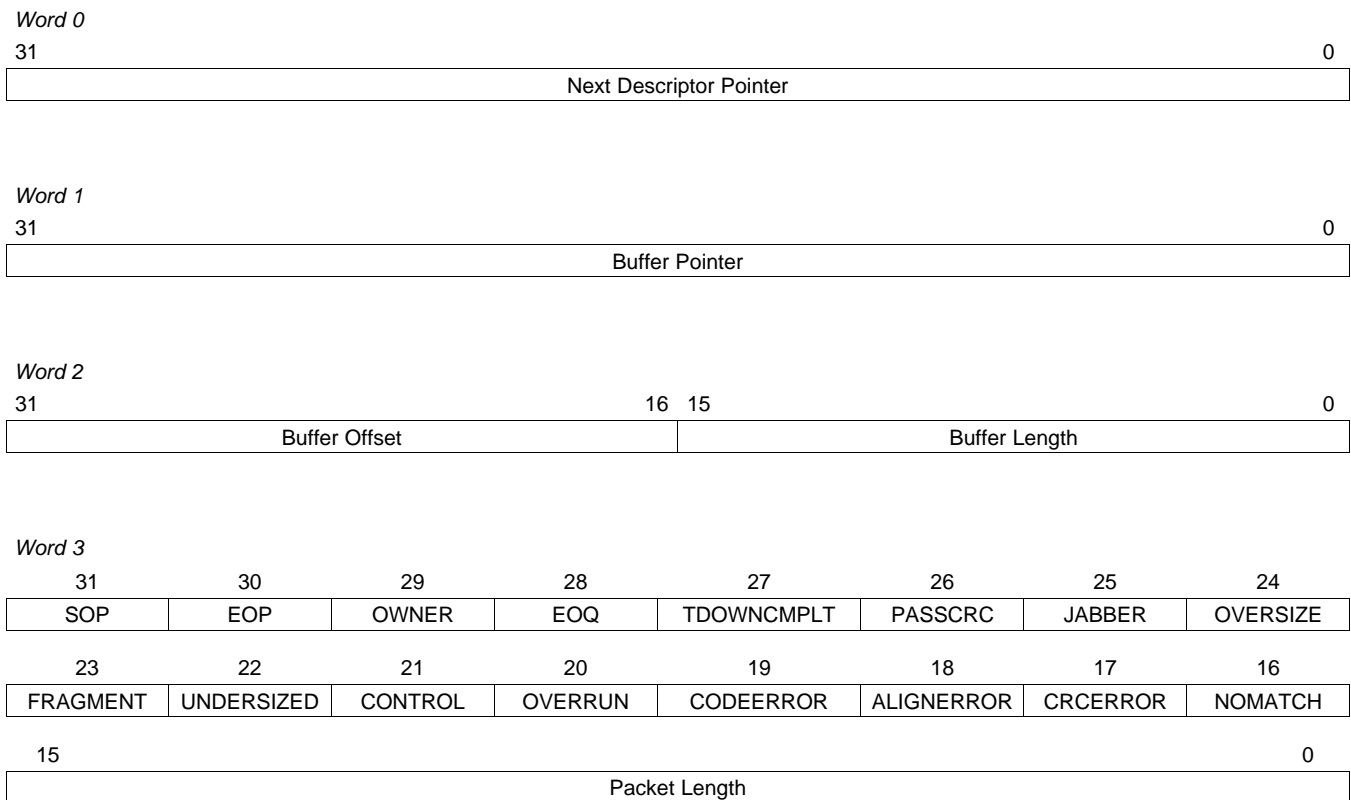 Word 0
31 0
Next Descriptor Pointer
Word 1
31 0
Buffer Pointer
Word 2
31 16 15 0
Buffer Offset Buffer Length
Word 3
31 30 29 28 27 26 25 24
SOP EOP OWNER EOQ TDOWNCMPLT PASSCRC JABBER OVERSIZE
23 22 21 20 19 18 17 16
FRAGMENT UNDERSIZED CONTROL OVERRUN CODEERROR ALIGNERROR CRCERROR NOMATCH
15 0
Packet Length